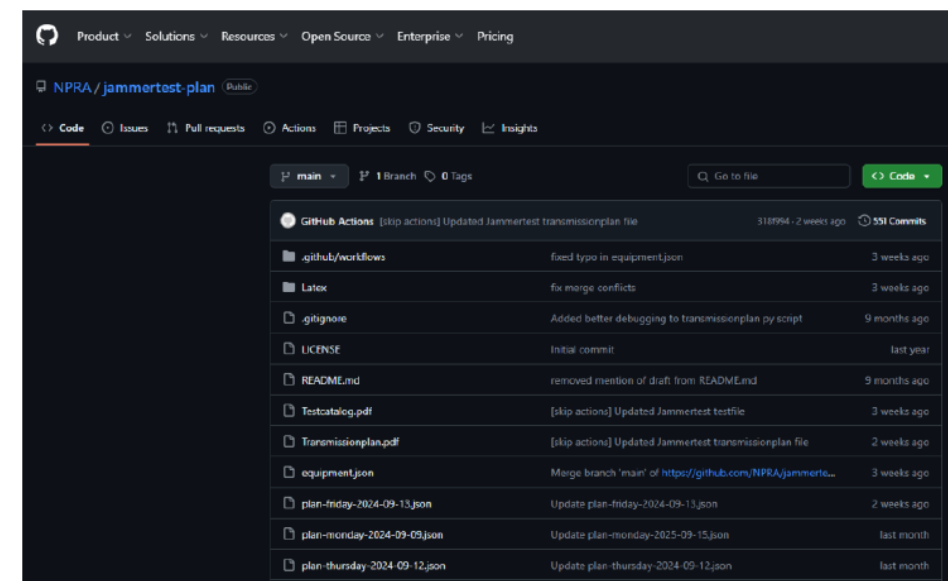 Product Solutions Resources Open Source Enterprise Pricing
NPRA / jammertest-plan Public
Code Issues Pull requests Actions Projects Security Insights
main 1 Branch 0 Tags Go to file Code
GitHub Actions [skip actions] Updated Jammertest transmissionplan file 318f994 · 2 weeks ago 551 Commits
.github/workflows fixed typo in equipment.json 3 weeks ago
Latex fix merge conflicts 3 weeks ago
.gitignore Added better debugging to transmissionplan py script 9 months ago
LICENSE Initial commit last year
README.md removed mention of draft from README.md 9 months ago
Testcatalog.pdf [skip actions] Updated Jammertest testfile 3 weeks ago
Transmissionplan.pdf [skip actions] Updated Jammertest transmissionplan file 2 weeks ago
equipment.json Merge branch 'main' of https://github.com/NPRA/jammerte... 3 weeks ago
plan-friday-2024-09-13.json Update plan-friday-2024-09-13.json 2 weeks ago
plan-monday-2024-09-09.json Update plan-monday-2025-09-15.json last month
plan-thursday-2024-09-12.json Update plan-thursday-2024-09-12.json last month